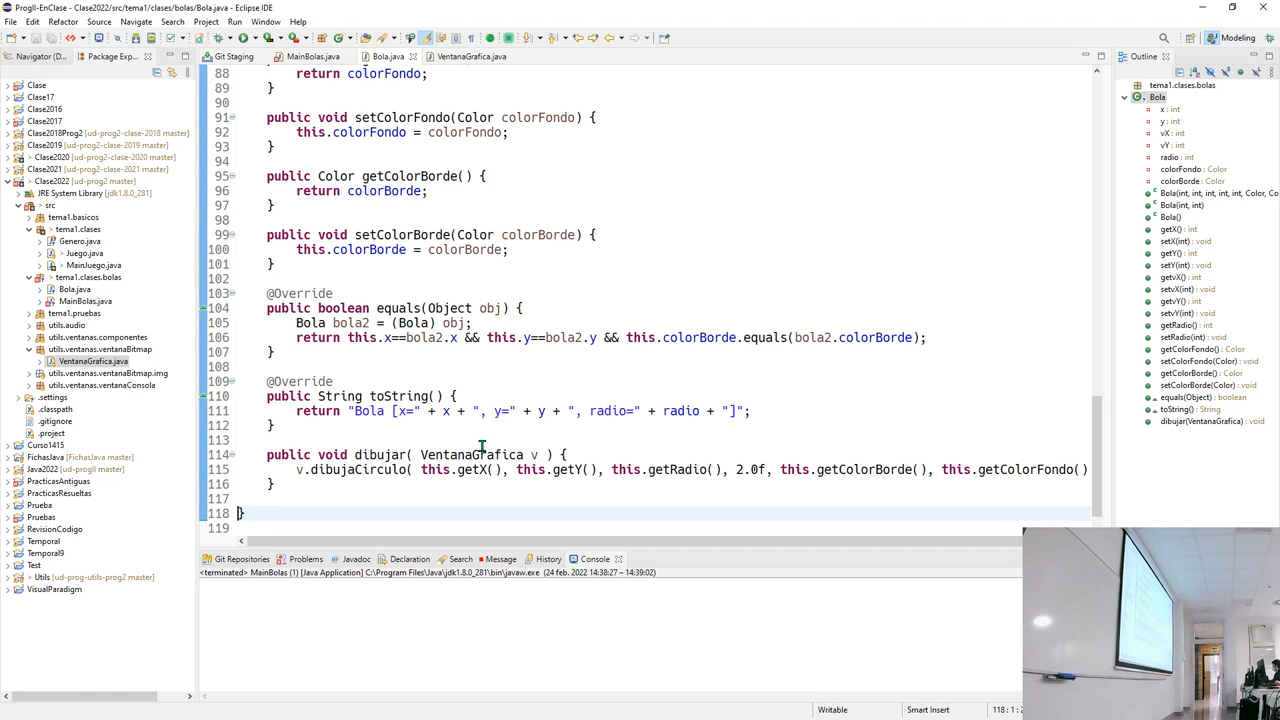 ProgII-EnClase - Clase2022/src/tema1/clases/bolas/Bola.java - Eclipse IDE
File Edit Refactor Source Navigate Search Project Run Window Help
Modeling
Navigator (D... Package Exp... Git Staging MainBolas.java Bola.java VentanaGrafica.java Outline
Clase
Clase17
Clase2016
Clase2017
Clase2018Prog2 [ud-prog2-clase-2018 master]
Clase2019 [ud-prog2-clase-2019 master]
> Clase2020 [ud-prog2-clase-2020 master]
Clase2021 [ud-prog2-clase-2021 master]
> Clase2022 [ud-prog2 master]
JRE System Library [jdk1.8.0_281]
> src
tema1.basicos
> tema1.clases
Genero.java
> Juego.java
> MainJuego.java
> tema1.clases.bolas
Bola.java
MainBolas.java
tema1.pruebas
utils.audio
utils.ventanas.componentes
utils.ventanas.ventanaBitmap
VentanaGrafica.java
utils.ventanas.ventanaBitmap.img
utils.ventanas.ventanaConsola
.settings
.classpath
.gitignore
.project
Curso1415
FichasJava [FichasJava master]
Java2022 [ud-progII master]
PracticasAntiguas
PracticasResueltas
Prueba
Pruebas
RevisionCodigo
Temporal
Temporal9
Test
> Utils [ud-prog-utils-prog2 master]
VisualParadigm
88 return colorFondo;
89 }
90
91 public void setColorFondo(Color colorFondo) {
92 this.colorFondo = colorFondo;
93 }
94
95 public Color getColorBorde() {
96 return colorBorde;
97 }
98
99 public void setColorBorde(Color colorBorde) {
100 this.colorBorde = colorBorde;
101 }
102
103 @Override
104 public boolean equals(Object obj) {
105 Bola bola2 = (Bola) obj;
106 return this.x==bola2.x && this.y==bola2.y && this.colorBorde.equals(bola2.colorBorde);
107 }
108
109 @Override
110 public String toString() {
111 return "Bola [x=" + x + ", y=" + y + ", radio=" + radio + "]";
112 }
113
114 public void dibujar( VentanaGrafica v ) {
115 v.dibujaCirculo( this.getX(), this.getY(), this.getRadio(), 2.0f, this.getColorBorde(), this.getColorFondo()
116 }
117
118 }
119
tema1.clases.bolas
Bola
x : int
y : int
vX : int
vY : int
radio : int
colorFondo : Color
colorBorde : Color
Bola(int, int, int, int, int, Color, Co
Bola(int, int)
Bola()
getX() : int
setX(int) : void
getY() : int
setY(int) : void
getvX() : int
setvX(int) : void
getvY() : int
setvY(int) : void
getRadio() : int
setRadio(int) : void
getColorFondo() : Color
setColorFondo(Color) : void
getColorBorde() : Color
setColorBorde(Color) : void
equals(Object) : boolean
toString() : String
dibujar(VentanaGrafica) : void
Git Repositories Problems Javadoc Declaration Search Message History Console
<terminated> MainBolas (1) [Java Application] C:\Program Files\Java\jdk1.8.0_281\bin\javaw.exe (24 feb. 2022 14:38:27 – 14:39:02)
Writable Smart Insert